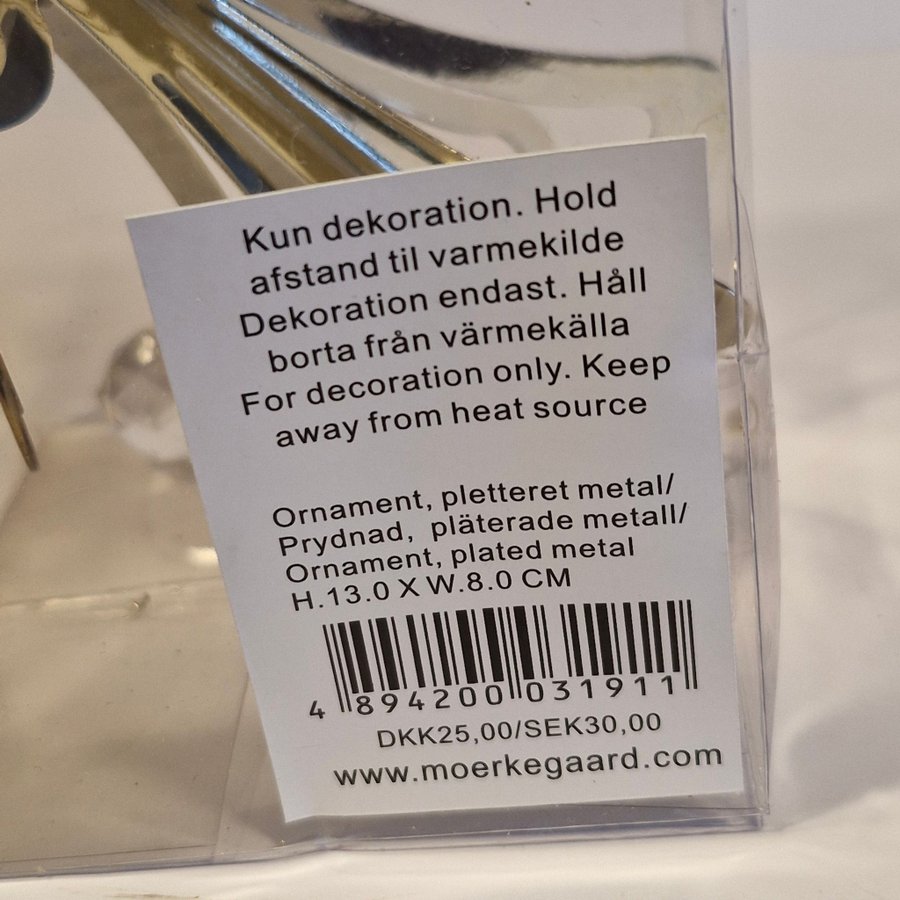 Kun dekoration. Hold
afstand til varmekilde
Dekoration endast. Håll
borta från värmekälla
For decoration only. Keep
away from heat source
Ornament, pletteret metal/
Prydnad, pläterade metall/
Ornament, plated metal
H.13.0 X W.8.0 CM
4 894200 031911
DKK25,00/SEK30,00
www.moerkegaard.com